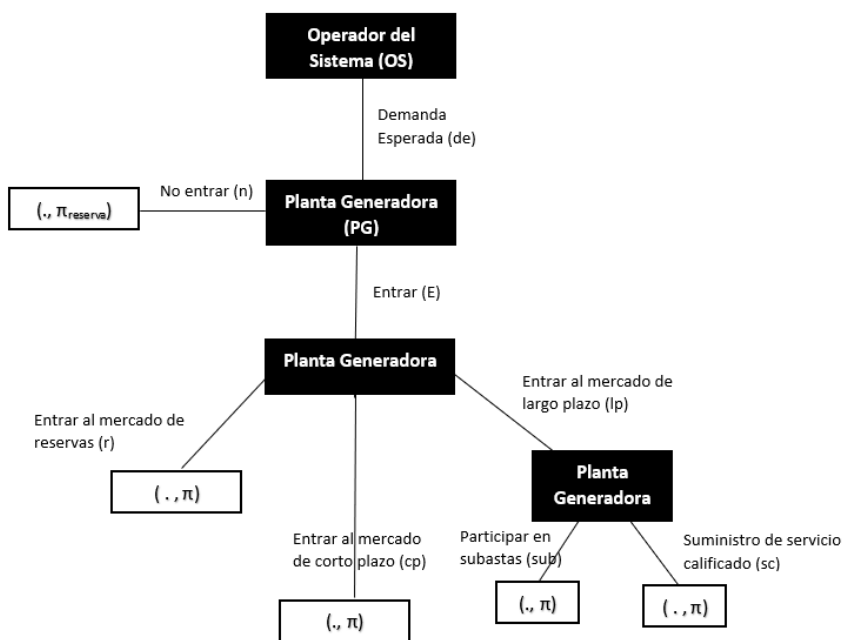 Operador del
Sistema (OS)
Demanda
Esperada (de)
No entrar (n)
(., π reserva)
Planta Generadora
(PG)
Entrar (E)
Planta Generadora
Entrar al mercado de
largo plazo (lp)
Entrar al mercado de
reservas (r)
( . , π)
Planta
Generadora
Entrar al mercado
de corto plazo (cp)
Participar en
subastas (sub)
Suministro de servicio
calificado (sc)
(., π)
(., π)
( . , π)